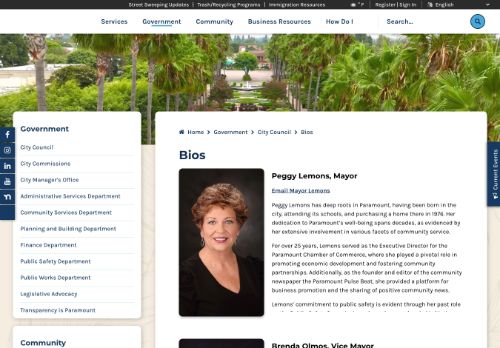 Street Sweeping Updates | Trash/Recycling Programs | Immigration Resources
° F | Register | Sign In | English
Services Government Community Business Resources How Do I Search...
Government
City Council
City Commissions
City Manager's Office
Administrative Services Department
Community Services Department
Planning and Building Department
Finance Department
Public Safety Department
Public Works Department
Legislative Advocacy
Transparency In Paramount
Community
Home > Government > City Council > Bios
Bios
Peggy Lemons, Mayor
Email Mayor Lemons
Peggy Lemons has deep roots in Paramount, having been born in the
city, attending its schools, and purchasing a home there in 1976. Her
dedication to Paramount's well-being spans decades, as evidenced by
her extensive involvement in various facets of community service.
For over 25 years, Lemons served as the Executive Director for the
Paramount Chamber of Commerce, where she played a pivotal role in
promoting economic development and fostering community
partnerships. Additionally, as the founder and editor of the community
newspaper the Paramount Pulse Beat, she provided a platform for
business promotion and the sharing of positive community news.
Lemons' commitment to public safety is evident through her past role
Brenda Olmos, Vice Mayor
Current Events